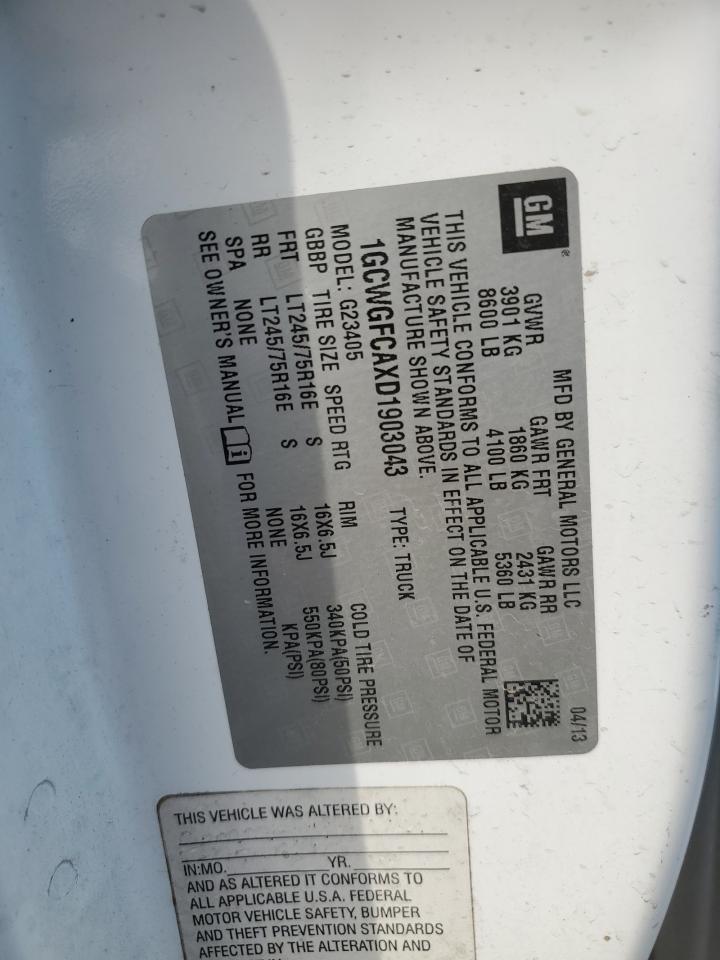 GM®
MFD BY GENERAL MOTORS LLC 04/13
GVWR GAWR FRT GAWR RR
3901 KG 1860 KG 2431 KG
8600 LB 4100 LB 5360 LB
THIS VEHICLE CONFORMS TO ALL APPLICABLE U.S. FEDERAL MOTOR
VEHICLE SAFETY STANDARDS IN EFFECT ON THE DATE OF
MANUFACTURE SHOWN ABOVE.
1GCWGFCAXD1903043 TYPE: TRUCK
MODEL: G23405
GBBP TIRE SIZE SPEED RTG RIM COLD TIRE PRESSURE
FRT LT245/75R16E S 16X6.5J 340KPA(50PSI)
RR LT245/75R16E S 16X6.5J 550KPA(80PSI)
SPA NONE NONE KPA(PSI)
SEE OWNER'S MANUAL i FOR MORE INFORMATION.
THIS VEHICLE WAS ALTERED BY:
IN:MO. YR.
AND AS ALTERED IT CONFORMS TO
ALL APPLICABLE U.S.A. FEDERAL
MOTOR VEHICLE SAFETY, BUMPER
AND THEFT PREVENTION STANDARDS
AFFECTED BY THE ALTERATION AND